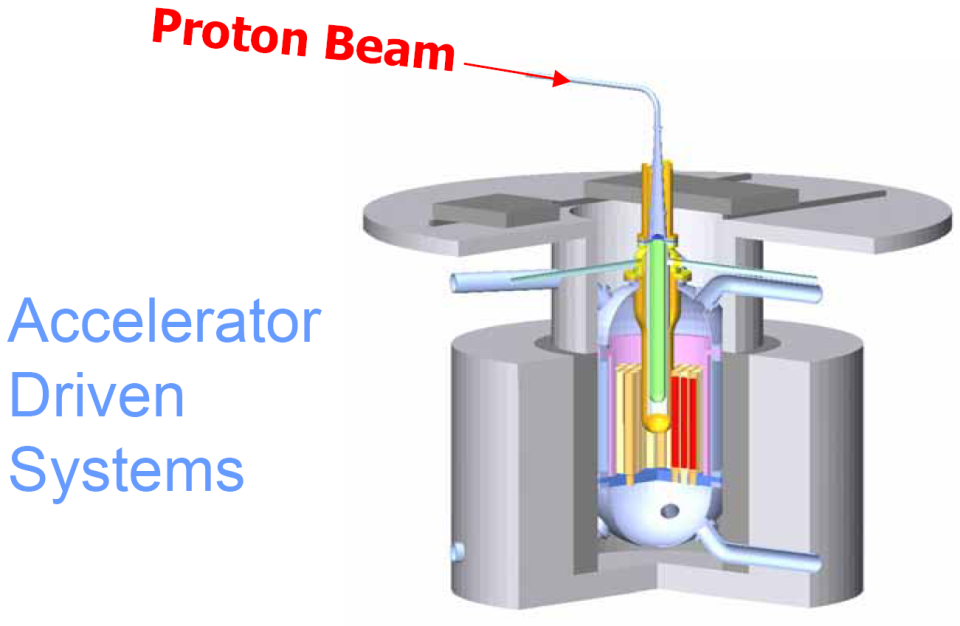 Proton Beam
Accelerator
Driven
Systems